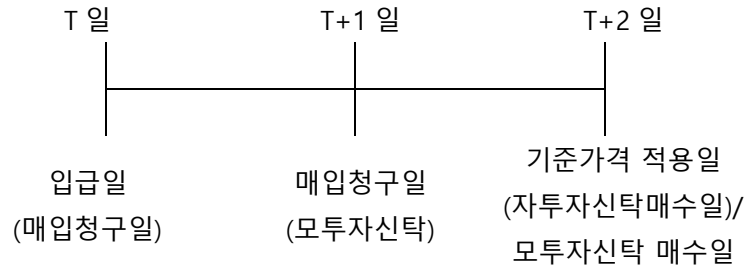 T 일 T+1 일 T+2 일
입급일
(매입청구일)
매입청구일
(모투자신탁)
기준가격 적용일
(자투자신탁매수일)/
모투자신탁 매수일